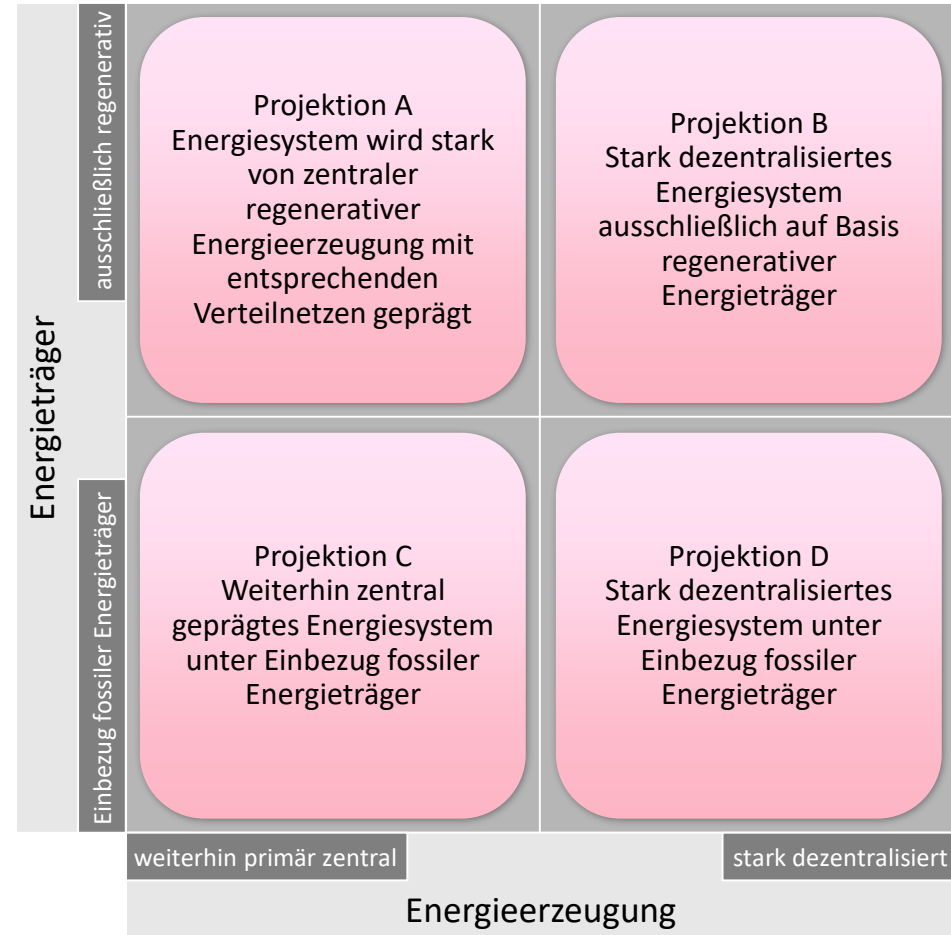 Energieträger
ausschließlich regenerativ
Einbezug fossiler Energieträger
Projektion A
Energiesystem wird stark
von zentraler
regenerativer
Energieerzeugung mit
entsprechenden
Verteilnetzen geprägt
Projektion B
Stark dezentralisiertes
Energiesystem
ausschließlich auf Basis
regenerativer
Energieträger
Projektion C
Weiterhin zentral
geprägtes Energiesystem
unter Einbezug fossiler
Energieträger
Projektion D
Stark dezentralisiertes
Energiesystem unter
Einbezug fossiler
Energieträger
weiterhin primär zentral
stark dezentralisiert
Energieerzeugung